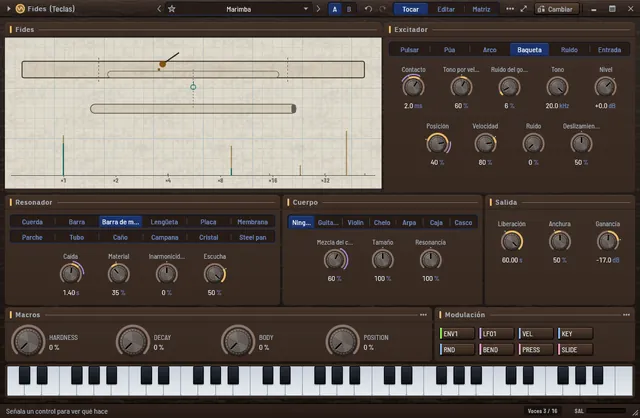 Fides (Teclas)
Marimba
A B
Tocar Editar Matriz
Cambiar
Fides
+1 +2 +4 +8 +16 +32
Excitador
Pulsar Púa Arco Baqueta Ruido Entrada
Contacto Tono por vel... Ruido del go... Tono Nivel
2.0 ms 60 % 6 % 20.0 kHz +0.0 dB
Posición Velocidad Ruido Deslizamien...
40 % 80 % 0 % 50 %
Resonador
Cuerda Barra Barra de m... Lengüeta Placa Membrana
Parche Tubo Caño Campana Cristal Steel pan
Caída Material Inarmonicid... Escucha
1.40 s 35 % 0 % 50 %
Cuerpo
Ning... Guita... Violín Chelo Arpa Caja Casco
Mezcla del c... Tamaño Resonancia
60 % 100 % 100 %
Salida
Liberación Anchura Ganancia
60.00 s 50 % -17.0 dB
Macros
HARDNESS
0 %
DECAY
0 %
BODY
0 %
POSITION
0 %
Modulación
ENV1 LFO1 VEL KEY
RND BEND PRESS SLIDE
Señala un control para ver qué hace
Voces 3 / 16
SAL